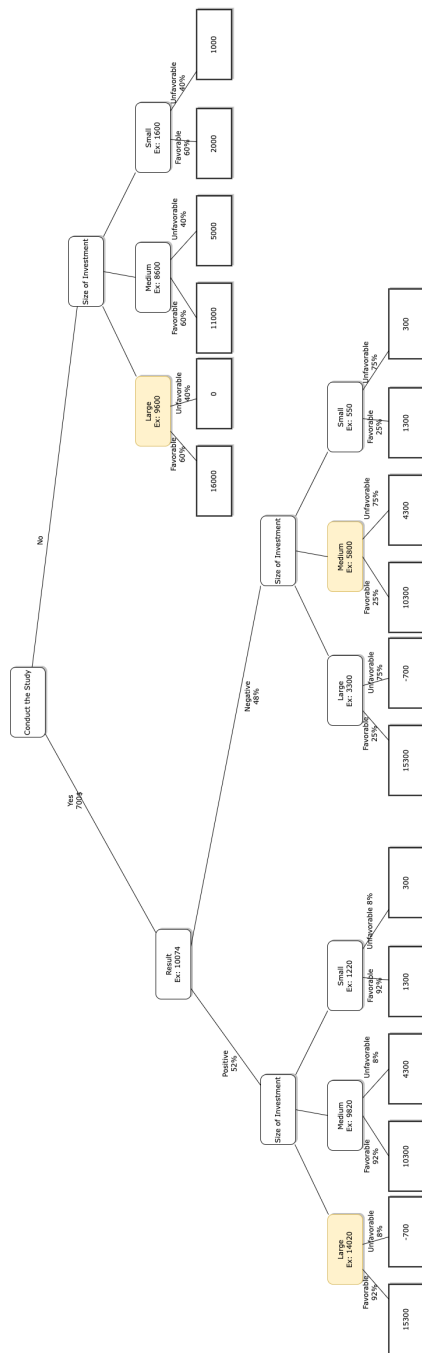 Conduct the Study
Yes
700$
No
Result
Ex: 10074
Size of Investment
Positive
52%
Negative
48%
Large
Ex: 9600
Medium
Ex: 8600
Small
Ex: 1600
Favorable
60%
Unfavorable
40%
Favorable
60%
Unfavorable
40%
Favorable
60%
Unfavorable
40%
16000
0
11000
5000
2000
1000
Size of Investment
Size of Investment
Large
Ex: 14020
Medium
Ex: 9820
Small
Ex: 1220
Large
Ex: 3300
Medium
Ex: 5800
Small
Ex: 550
Favorable
92%
Unfavorable
8%
Favorable
92%
Unfavorable
8%
Favorable
92%
Unfavorable 8%
Favorable
25%
Unfavorable
75%
Favorable
25%
Unfavorable
75%
Favorable
25%
Unfavorable
75%
15300
-700
10300
4300
1300
300
15300
-700
10300
4300
1300
300